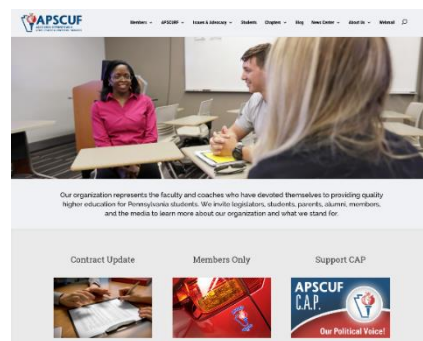 APSCUF
Members
APSCURF
Issues & Advocacy
Students
Chapters
Blog
News Center
About Us
Webmail
Our organization represents the faculty and coaches who have devoted themselves to providing quality
higher education for Pennsylvania students. We invite legislators, students, parents, alumni, members,
and the media to learn more about our organization and what we stand for.
Contract Update
Members Only
Support CAP
APSCUF
C.A.P.
Our Political Voice!